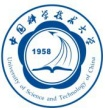 中国科学技术大学
1958
University of Science and Technology of China